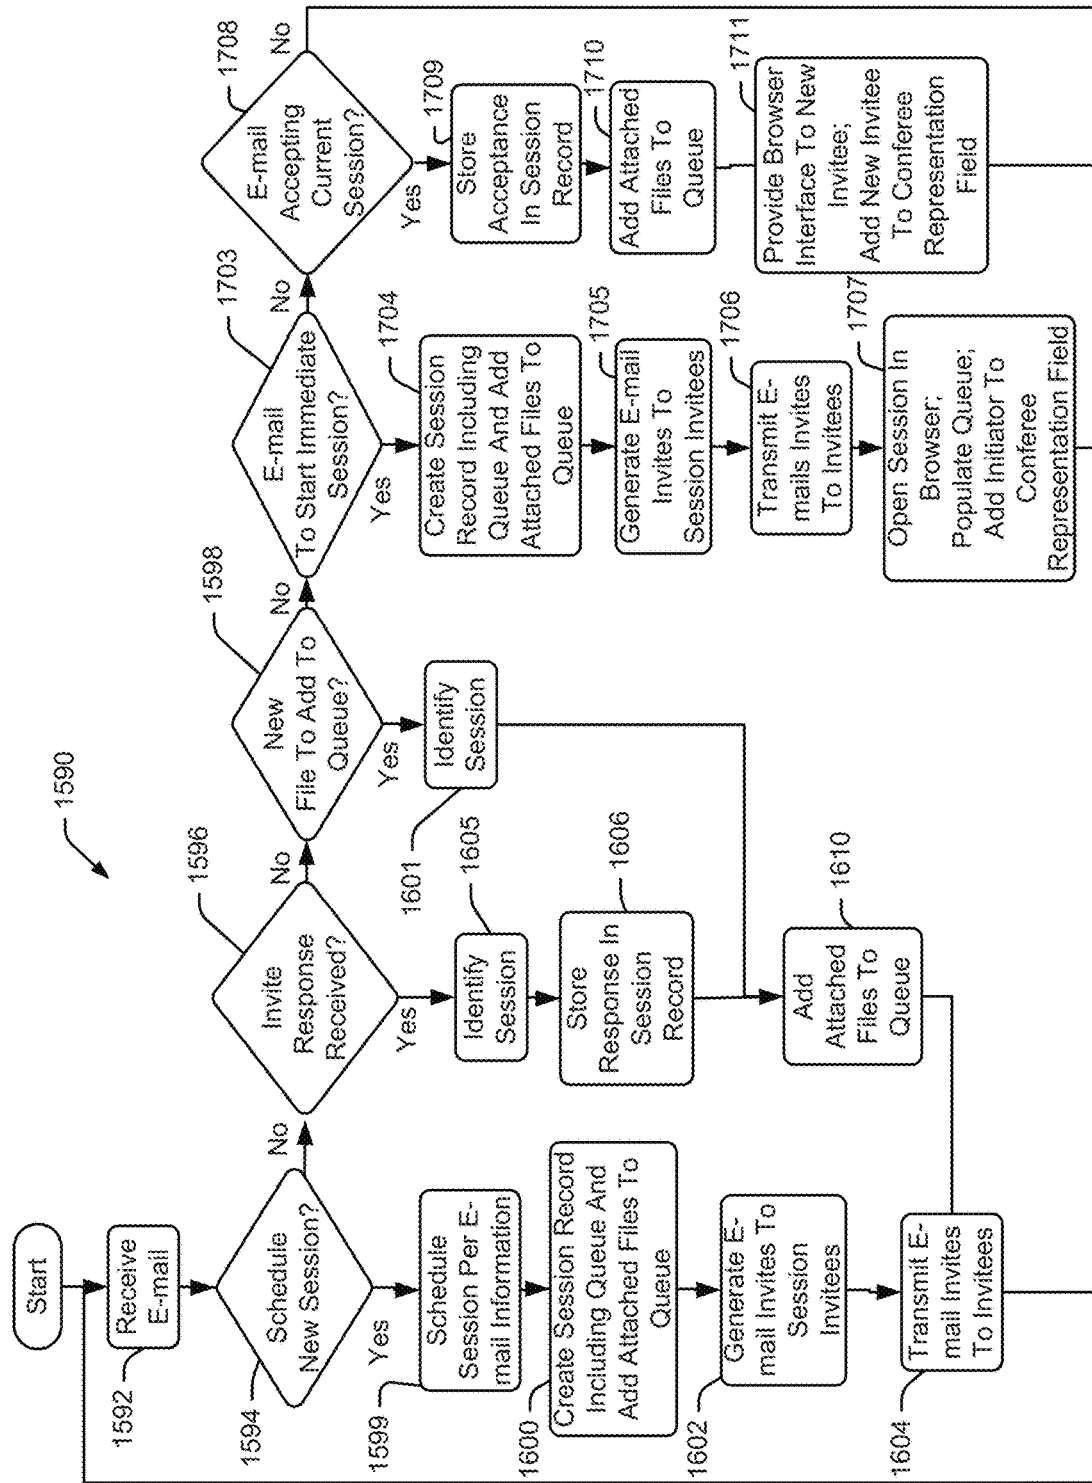 1590
Start
Receive
E-mail
1592
Schedule
New Session?
1594
No
Yes
Schedule
Session Per E-
mail Information
1599
Create Session Record
Including Queue And
Add Attached Files To
Queue
1600
Generate E-
mail Invites To
Session
Invitees
1602
Transmit E-
mail Invites
To Invitees
1604
Invite
Response
Received?
1596
No
Yes
Identify
Session
1605
Store
Response In
Session
Record
1606
Add
Attached
Files To
Queue
1610
New
File To Add To
Queue?
1598
No
Yes
Identify
Session
1601
E-mail
To Start Immediate
Session?
1703
No
Yes
Create Session
Record Including
Queue And Add
Attached Files To
Queue
1704
Generate E-mail
Invites To
Session Invitees
1705
Transmit E-
mails Invites
To Invitees
1706
Open Session In
Browser;
Populate Queue;
Add Initiator To
Conferee
Representation Field
1707
E-mail
Accepting
Current
Session?
1708
No
Yes
Store
Acceptance
In Session
Record
1709
Add Attached
Files To
Queue
1710
Provide Browser
Interface To New
Invitee;
Add New Invitee
To Conferee
Representation
Field
1711